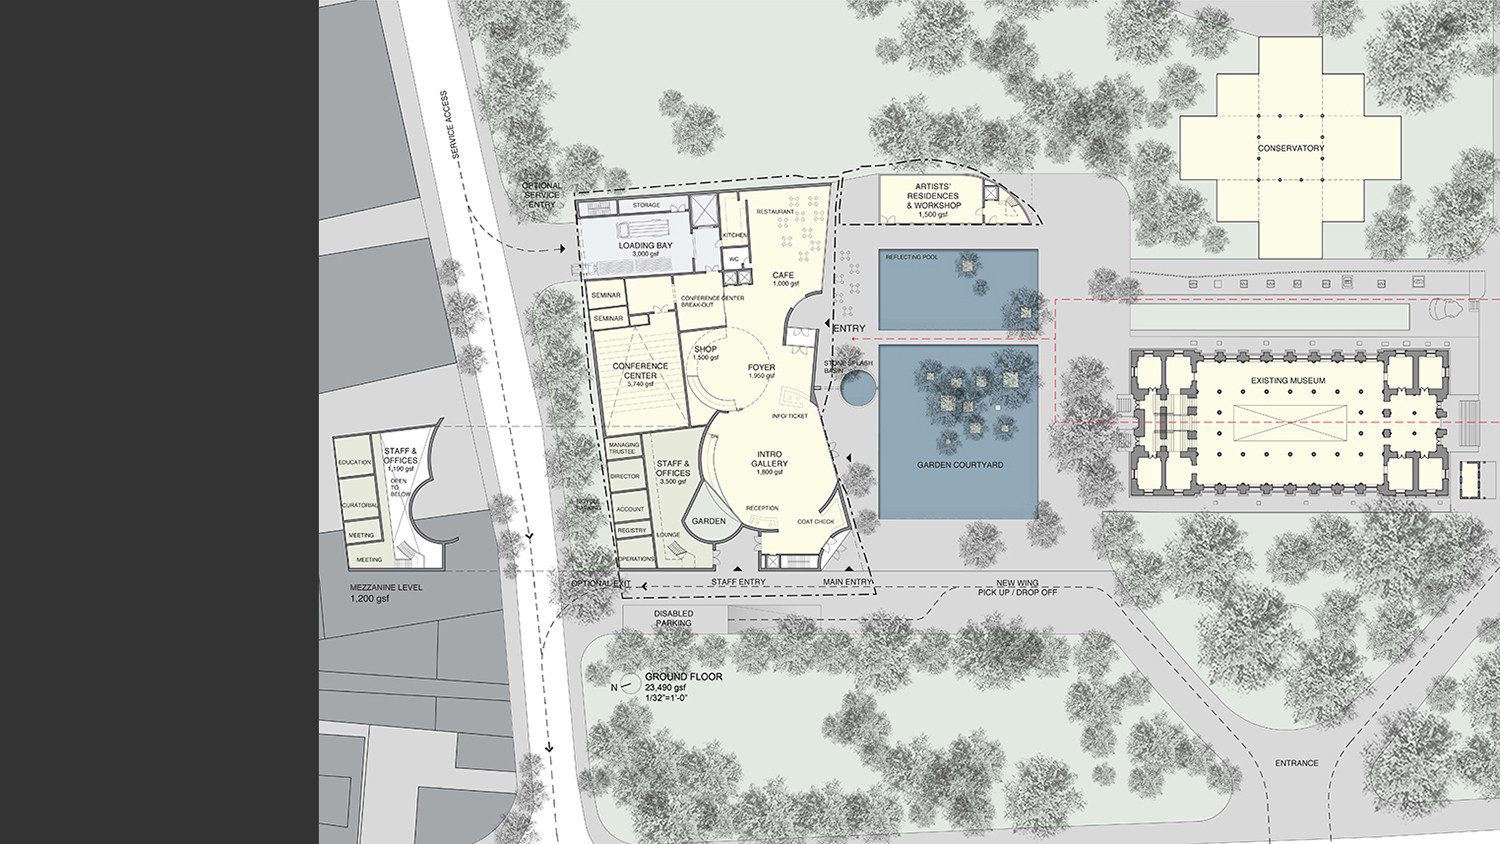 SERVICE ACCESS
OPTIONAL
SERVICE
ENTRY
STORAGE
LOADING BAY
3,000 gsf
KITCHEN
WC
RESTAURANT
CAFE
1,000 gsf
ARTISTS'
RESIDENCES
& WORKSHOP
1,500 gsf
CONSERVATORY
REFLECTING POOL
SEMINAR
SEMINAR
CONFERENCE CENTER
BREAK-OUT
ENTRY
SHOP
1,500 gsf
FOYER
1,950 gsf
CONFERENCE
CENTER
5,740 gsf
STONE SPLASH
BASIN
EXISTING MUSEUM
INFO/TICKET
MANAGING
TRUSTEE
DIRECTOR
ACCOUNT
REGISTRY
OPERATIONS
STAFF &
OFFICES
3,500 gsf
INTRO
GALLERY
1,800 gsf
GARDEN COURTYARD
RECEPTION
COAT CHECK
GARDEN
LOUNGE
EDUCATION
CURATORIAL
MEETING
MEETING
STAFF &
OFFICES
1,190 gsf
OPEN
TO
BELOW
MEZZANINE LEVEL
1,200 gsf
OPTIONAL EXIT
STAFF ENTRY
MAIN ENTRY
NEW WING
PICK UP / DROP OFF
DISABLED
PARKING
N
GROUND FLOOR
23,490 gsf
1/32"=1'-0"
ENTRANCE